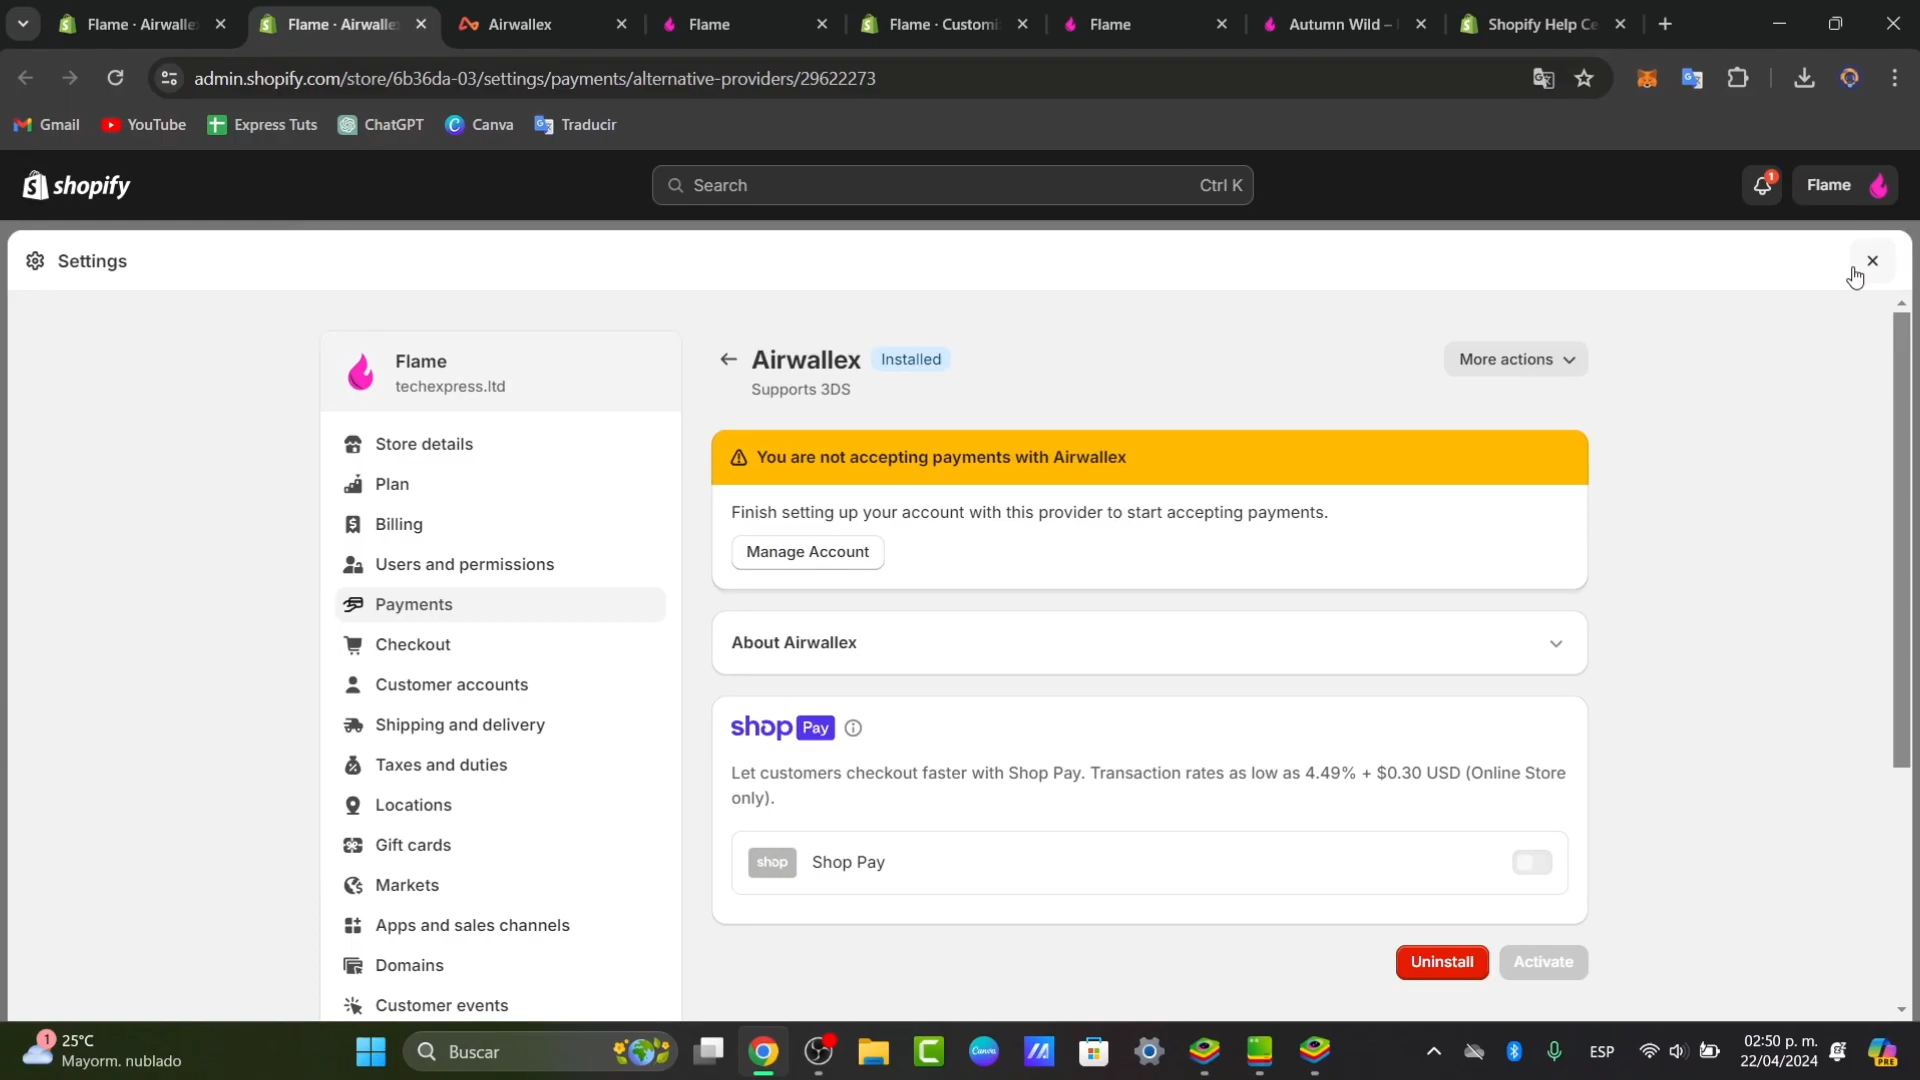 Flame · Airwalle
Flame · Airwalle
Airwallex
Flame
Flame · Customi
Flame
Autumn Wild –
Shopify Help Ce
admin.shopify.com/store/6b36da-03/settings/payments/alternative-providers/29622273
Gmail
YouTube
Express Tuts
ChatGPT
Canva
Traducir
shopify
Search
Ctrl K
1
Flame
Settings
Flame
techexpress.ltd
Store details
Plan
Billing
Users and permissions
Payments
Checkout
Customer accounts
Shipping and delivery
Taxes and duties
Locations
Gift cards
Markets
Apps and sales channels
Domains
Customer events
Airwallex
Installed
More actions
Supports 3DS
You are not accepting payments with Airwallex
Finish setting up your account with this provider to start accepting payments.
Manage Account
About Airwallex
shop Pay
Let customers checkout faster with Shop Pay. Transaction rates as low as 4.49% + $0.30 USD (Online Store
only).
shop
Shop Pay
Uninstall
Activate
1
25°C
Mayorm. nublado
Buscar
Canva
ESP
02:50 p. m.
22/04/2024
PRE